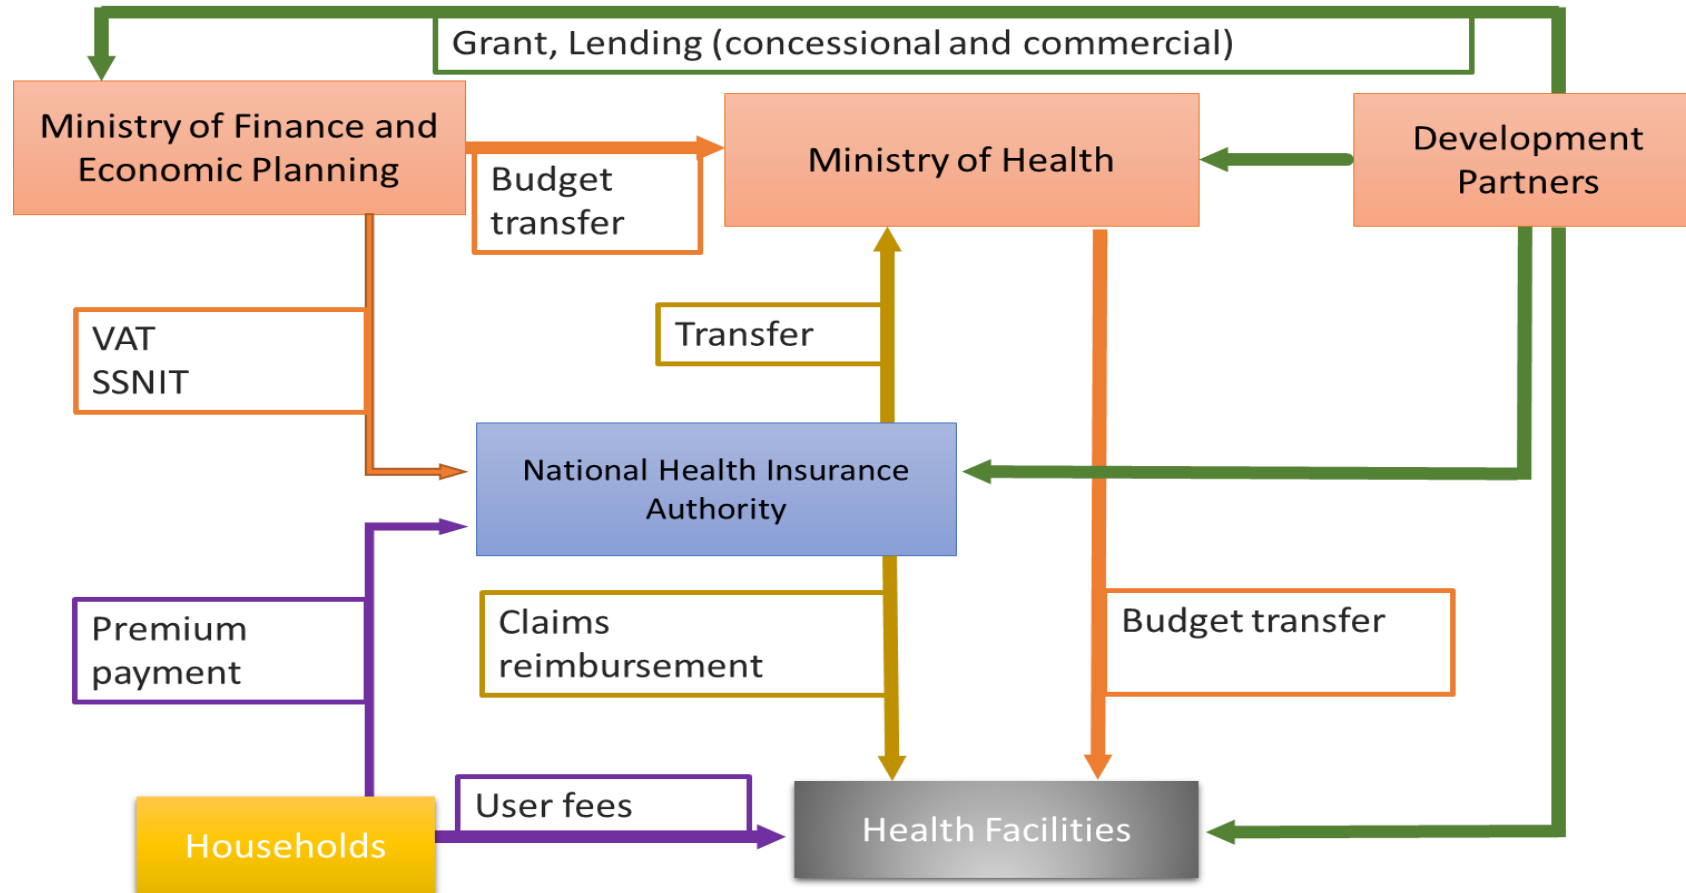 Grant, Lending (concessional and commercial)
Ministry of Finance and
Economic Planning
Budget
transfer
Ministry of Health
Development
Partners
VAT
SSNIT
Transfer
National Health Insurance
Authority
Premium
payment
Claims
reimbursement
Budget transfer
User fees
Households
Health Facilities